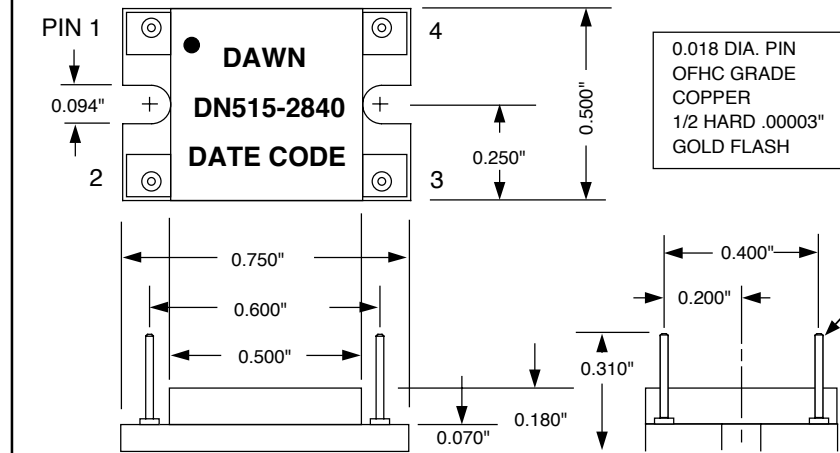 PIN 1
4
DAWN
0.094"
DN515-2840
DATE CODE
2
3
0.250"
0.500"
0.018 DIA. PIN
OFHC GRADE
COPPER
1/2 HARD .00003"
GOLD FLASH
0.750"
0.600"
0.500"
0.180"
0.070"
0.400"
0.200"
0.310"